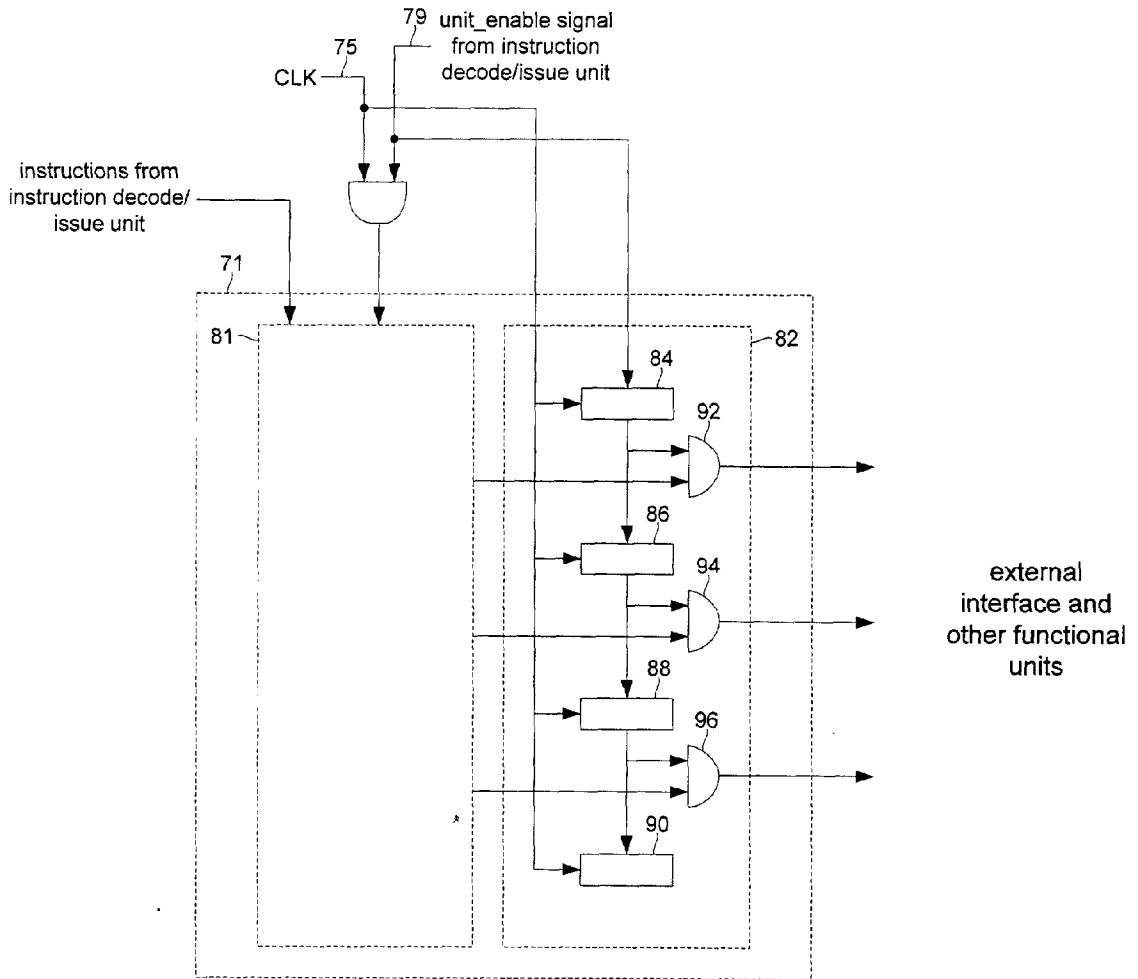 79
unit_enable signal
from instruction
decode/issue unit
75
CLK
instructions from
instruction decode/
issue unit
71
81
82
84
92
86
94
88
96
90
external
interface and
other functional
units